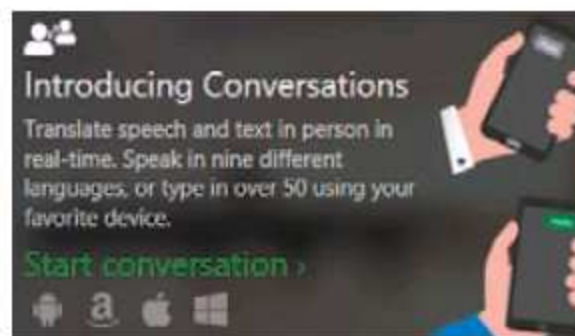 Introducing Conversations
Translate speech and text in person in
real-time. Speak in nine different
languages, or type in over 50 using your
favorite device.
Start conversation ›